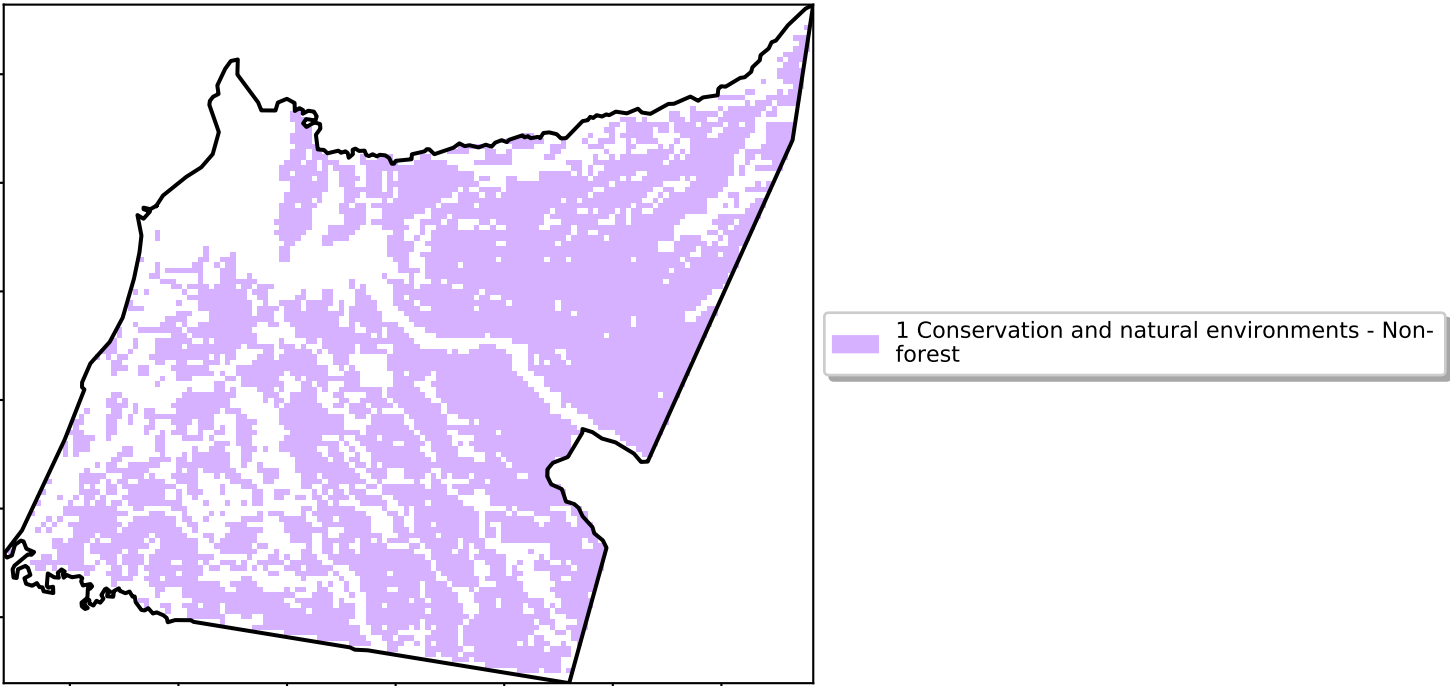 1 Conservation and natural environments - Non-
forest